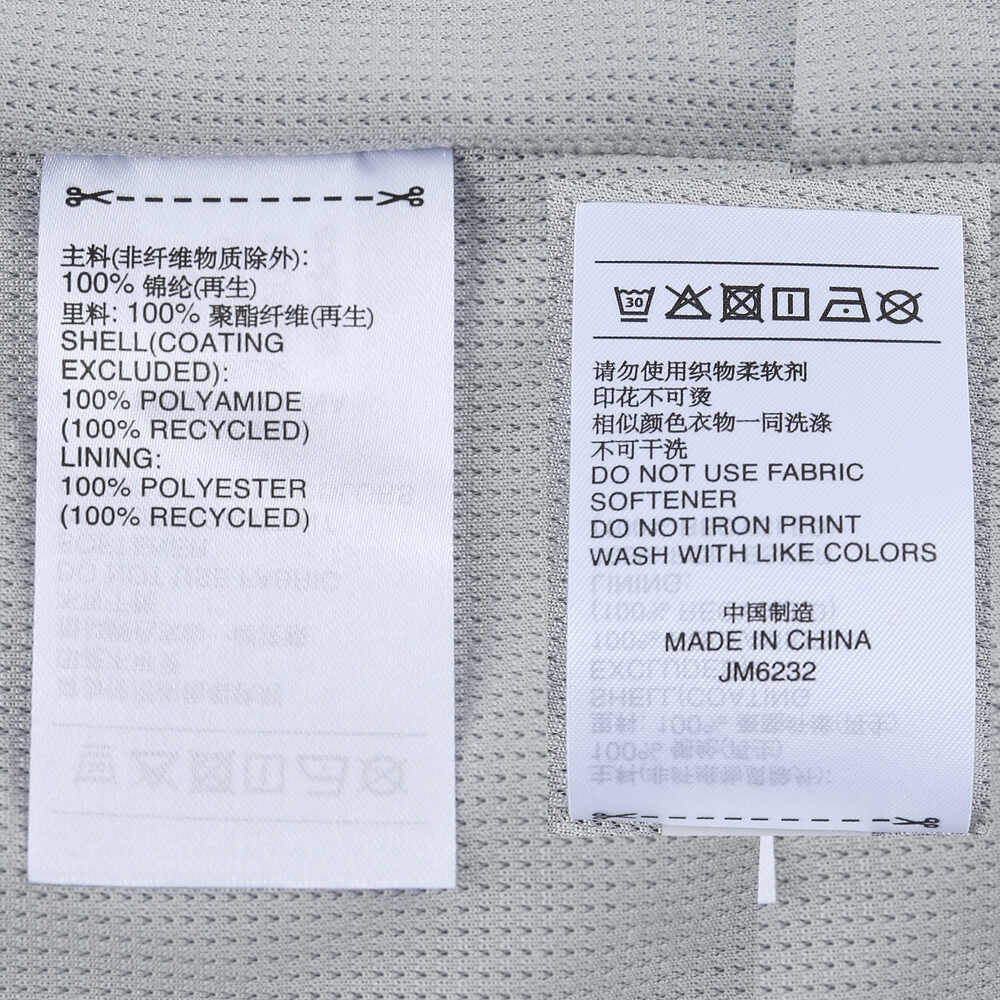 主料(非纤维物质除外):
100% 锦纶(再生)
里料: 100% 聚酯纤维(再生)
SHELL(COATING
EXCLUDED):
100% POLYAMIDE
(100% RECYCLED)
LINING:
100% POLYESTER
(100% RECYCLED)
30
请勿使用织物柔软剂
印花不可烫
相似颜色衣物一同洗涤
不可干洗
DO NOT USE FABRIC
SOFTENER
DO NOT IRON PRINT
WASH WITH LIKE COLORS
中国制造
MADE IN CHINA
JM6232